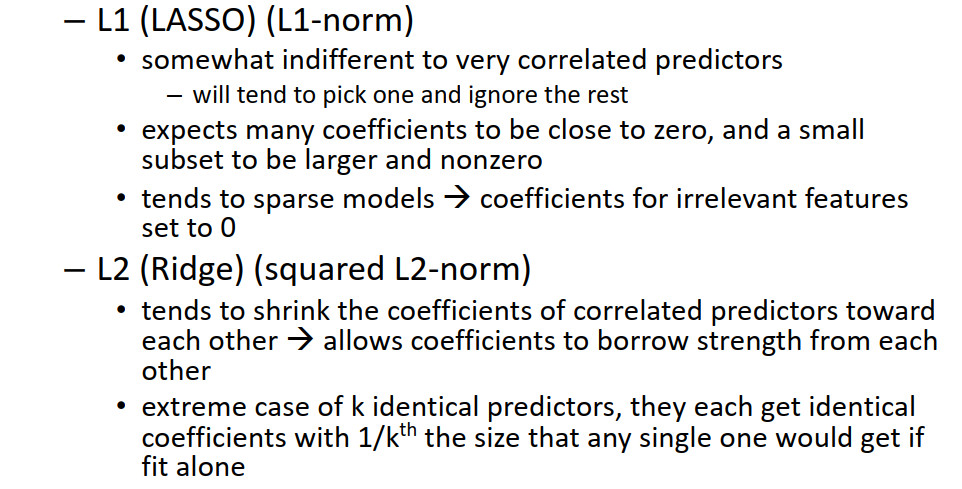 – L1 (LASSO) (L1-norm)
• somewhat indifferent to very correlated predictors
– will tend to pick one and ignore the rest
• expects many coefficients to be close to zero, and a small
subset to be larger and nonzero
• tends to sparse models → coefficients for irrelevant features
set to 0
– L2 (Ridge) (squared L2-norm)
• tends to shrink the coefficients of correlated predictors toward
each other → allows coefficients to borrow strength from each
other
• extreme case of k identical predictors, they each get identical
coefficients with 1/kᵗʰ the size that any single one would get if
fit alone